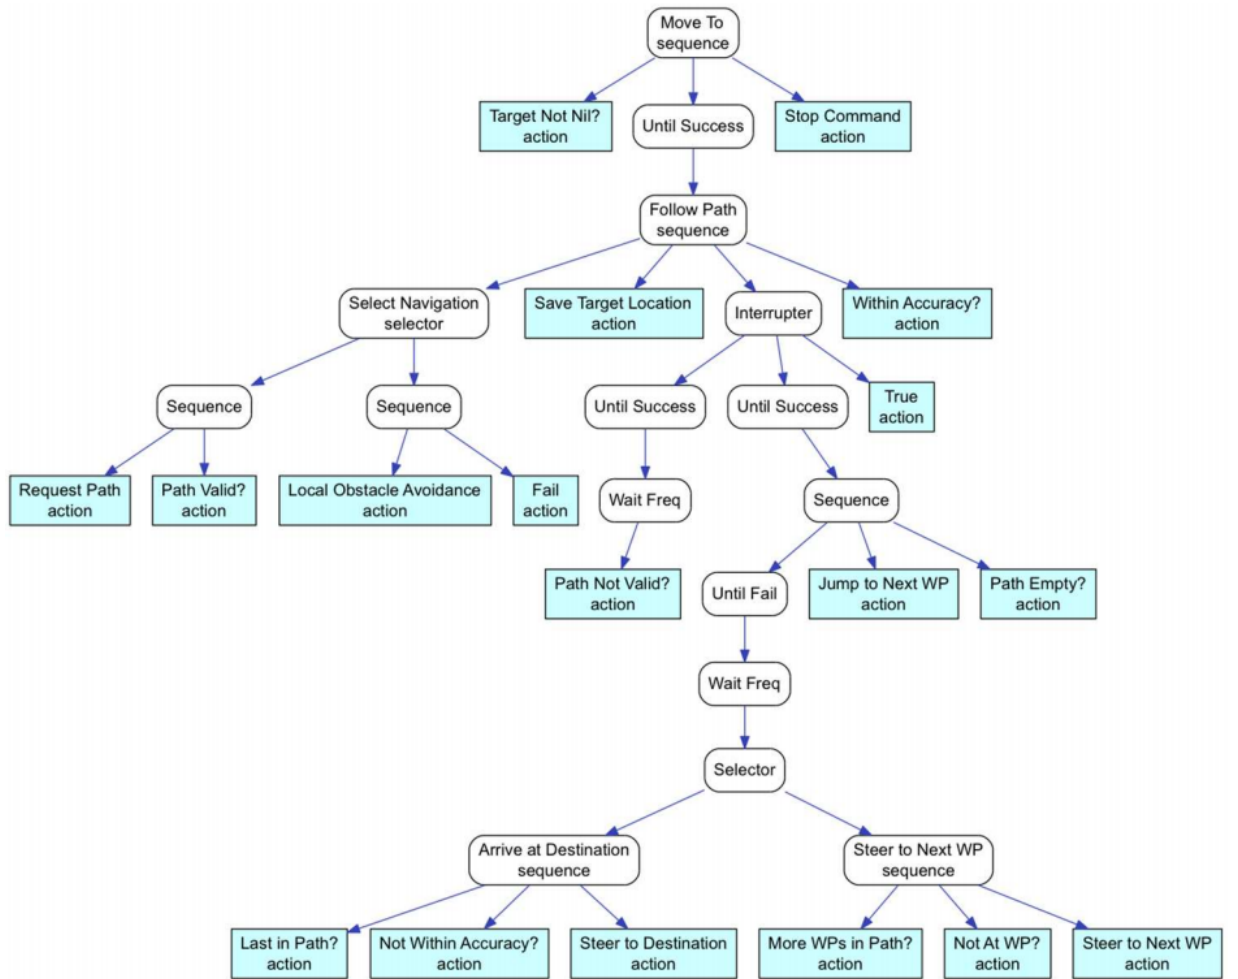 Move To
sequence
Target Not Nil?
action
Until Success
Stop Command
action
Follow Path
sequence
Select Navigation
selector
Save Target Location
action
Interrupter
Within Accuracy?
action
Sequence
Sequence
Until Success
Until Success
True
action
Request Path
action
Path Valid?
action
Local Obstacle Avoidance
action
Fail
action
Wait Freq
Sequence
Path Not Valid?
action
Until Fail
Jump to Next WP
action
Path Empty?
action
Wait Freq
Selector
Arrive at Destination
sequence
Steer to Next WP
sequence
Last in Path?
action
Not Within Accuracy?
action
Steer to Destination
action
More WPs in Path?
action
Not At WP?
action
Steer to Next WP
action